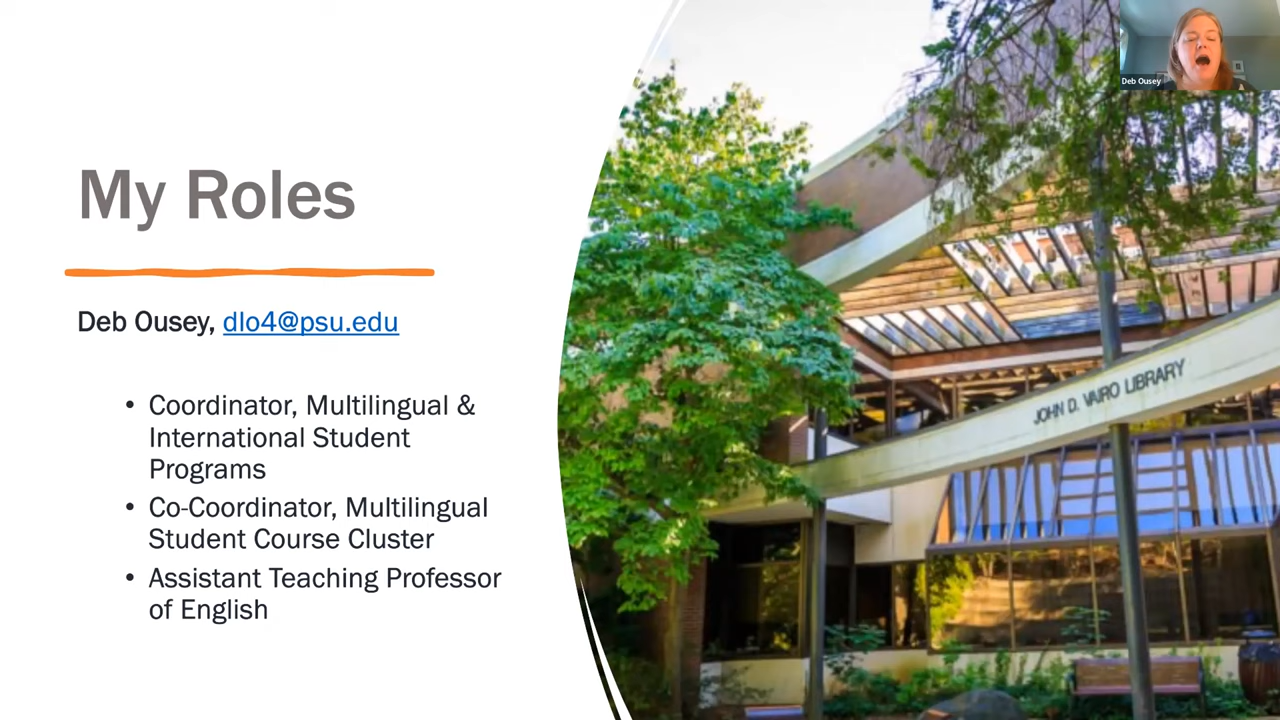 My Roles
Deb Ousey, dlo4@psu.edu
• Coordinator, Multilingual &
International Student
Programs
• Co-Coordinator, Multilingual
Student Course Cluster
• Assistant Teaching Professor
of English
JOHN D. VAIRO LIBRARY
Deb Ousey